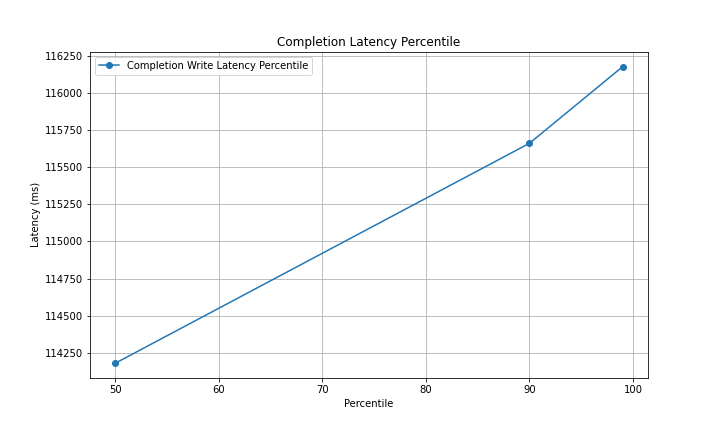 Completion Latency Percentile
116250
116000
115750
115500
115250
115000
114750
114500
114250
Latency (ms)
Completion Write Latency Percentile
50 60 70 80 90 100
Percentile